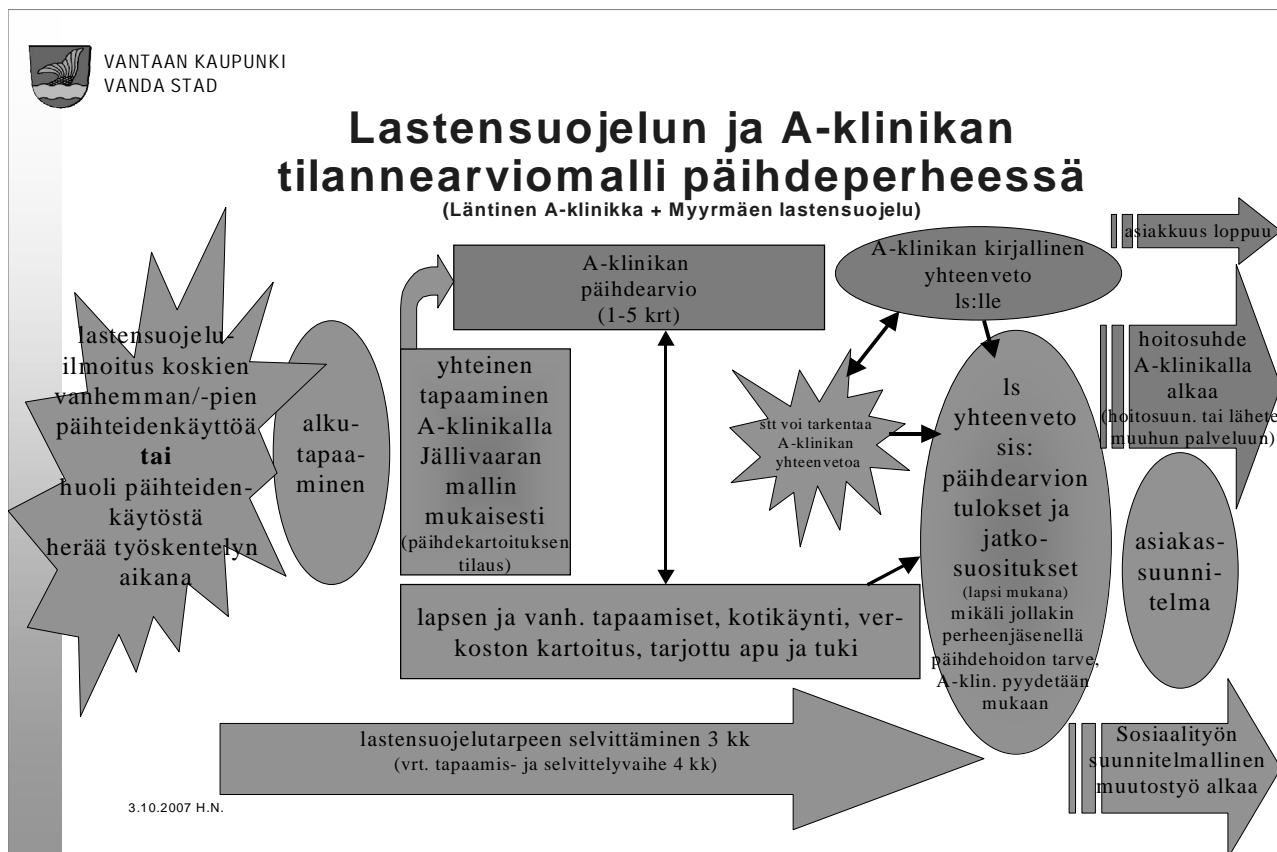 VANTAAN KAUPUNKI
VANDA STAD
Lastensuojelun ja A-klinikan
tilannearviomalli päihdeperheessä
(Läntinen A-klinikka + Myyrmäen lastensuojelu)
lastensuojelu-
ilmoitus koskien
vanhemman/-pien
päihteidenkäyttöä
tai
huoli päihteiden-
käytöstä
herää työskentelyn
aikana
alku-
tapaa-
minen
yhteinen
tapaaminen
A-klinikalla
Jällivaaran
mallin
mukaisesti
(päihdekartoituksen
tilaus)
A-klinikan
päihdearvio
(1-5 krt)
lapsen ja vanh. tapaamiset, kotikäynti, ver-
koston kartoitus, tarjottu apu ja tuki
A-klinikan kirjallinen
yhteenveto
ls:lle
stt voi tarkentaa
A-klinikan
yhteenvetoa
ls
yhteenveto
sis:
päihdearvion
tulokset ja
jatko-
suositukset
(lapsi mukana)
mikäli jollakin
perheenjäsenellä
päihdehoidon tarve,
A-klin. pyydetään
mukaan
asiakkuus loppuu
hoitosuhde
A-klinikalla
alkaa
(hoitosuun. tai lähete
muuhun palveluun)
asiakas-
suunni-
telma
Sosiaalityön
suunnitelmallinen
muutostyö alkaa
lastensuojelutarpeen selvittäminen 3 kk
(vrt. tapaamis- ja selvittelyvaihe 4 kk)
3.10.2007 H.N.